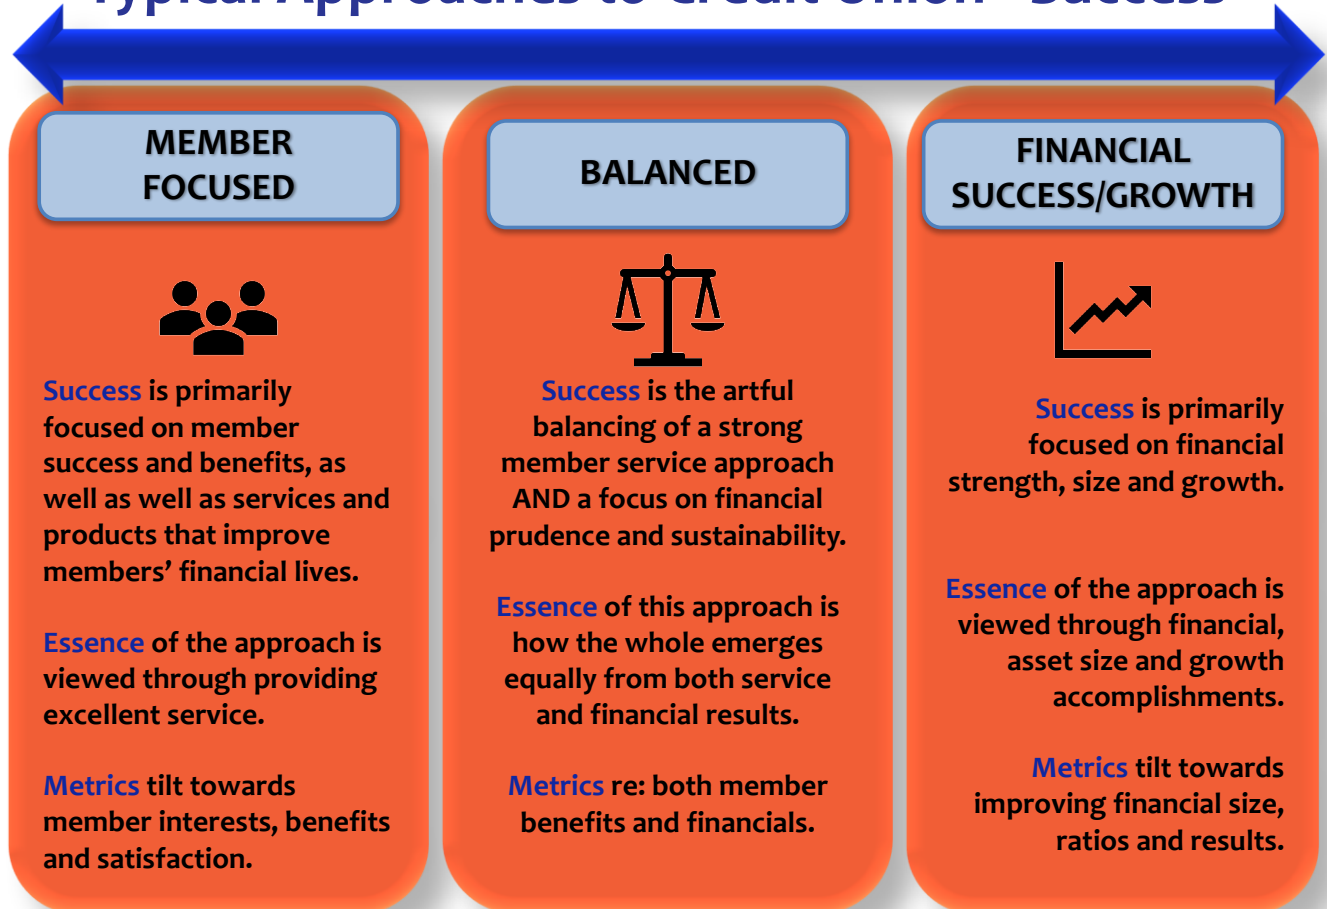 Typical Approaches to Credit Union "Success"
MEMBER
FOCUSED
Success is primarily
focused on member
success and benefits, as
well as well as services and
products that improve
members’ financial lives.
Essence of the approach is
viewed through providing
excellent service.
Metrics tilt towards
member interests, benefits
and satisfaction.
BALANCED
Success is the artful
balancing of a strong
member service approach
AND a focus on financial
prudence and sustainability.
Essence of this approach is
how the whole emerges
equally from both service
and financial results.
Metrics re: both member
benefits and financials.
FINANCIAL
SUCCESS/GROWTH
Success is primarily
focused on financial
strength, size and growth.
Essence of the approach is
viewed through financial,
asset size and growth
accomplishments.
Metrics tilt towards
improving financial size,
ratios and results.